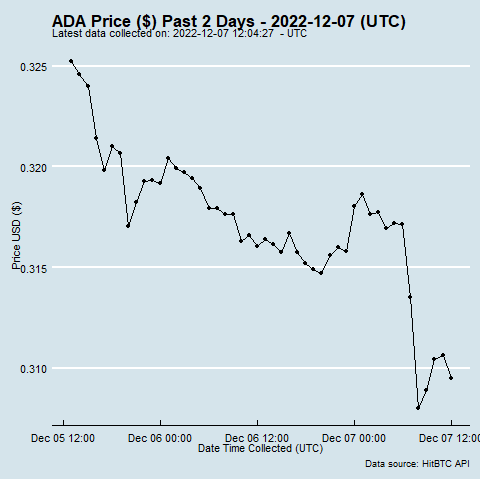 ADA Price ($) Past 2 Days - 2022-12-07 (UTC)
Latest data collected on: 2022-12-07 12:04:27 - UTC
0.325
0.320
0.315
0.310
Price USD ($)
Dec 05 12:00 Dec 06 00:00 Dec 06 12:00 Dec 07 00:00 Dec 07 12:00
Date Time Collected (UTC)
Data source: HitBTC API